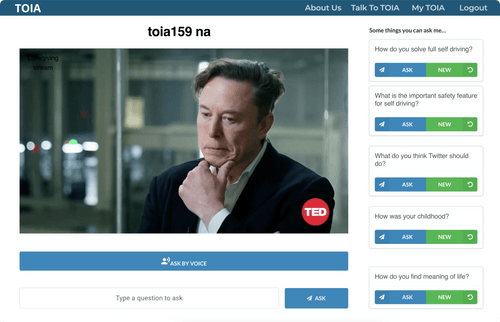 TOIA
About Us Talk To TOIA My TOIA Logout
toia159 na
stream
TED
ASK BY VOICE
Type a question to ask
ASK
Some things you can ask me...
How do you solve full self driving?
ASK NEW
What is the important safety feature
for self driving?
ASK NEW
What do you think Twitter should
do?
ASK NEW
How was your childhood?
ASK NEW
How do you find meaning of life?
ASK NEW